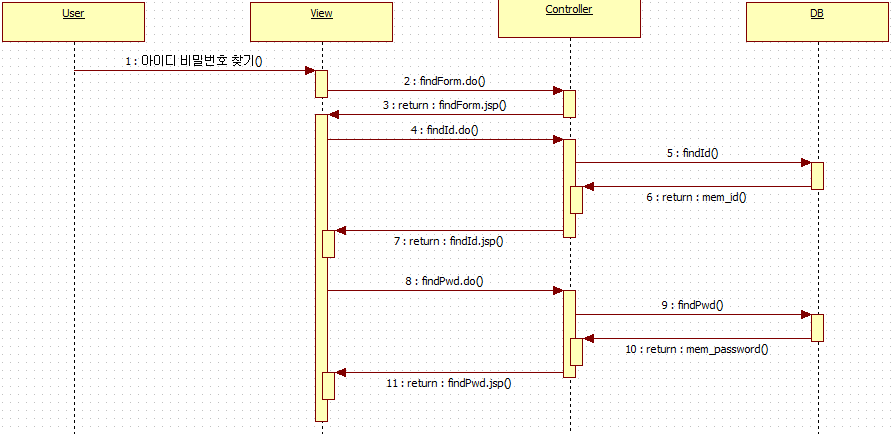 User
View
Controller
DB
1 : 아이디 비밀번호 찾기()
2 : findForm.do()
3 : return : findForm.jsp()
4 : findId.do()
5 : findId()
6 : return : mem_id()
7 : return : findId.jsp()
8 : findPwd.do()
9 : findPwd()
10 : return : mem_password()
11 : return : findPwd.jsp()